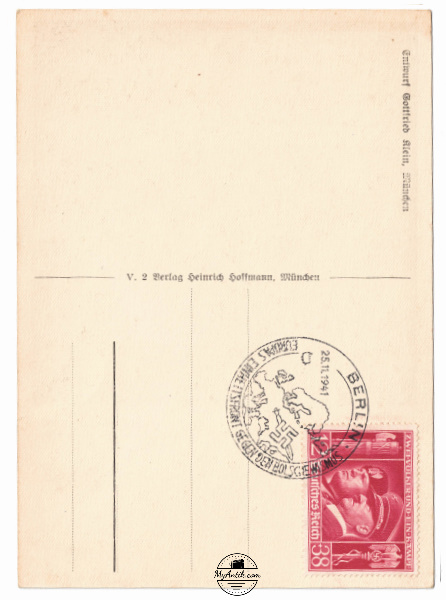 Entwurf Gottfried Klein, München
V. 2 Verlag Heinrich Hoffmann, München
BERLIN
25.11.1941
EUROPAS EINHEITSFRONT GEGEN DEN BOLSCHEWISMUS
ZWEI VÖLKER UND EIN KAMPF
12
38
Deutsches Reich
MyAntik.com